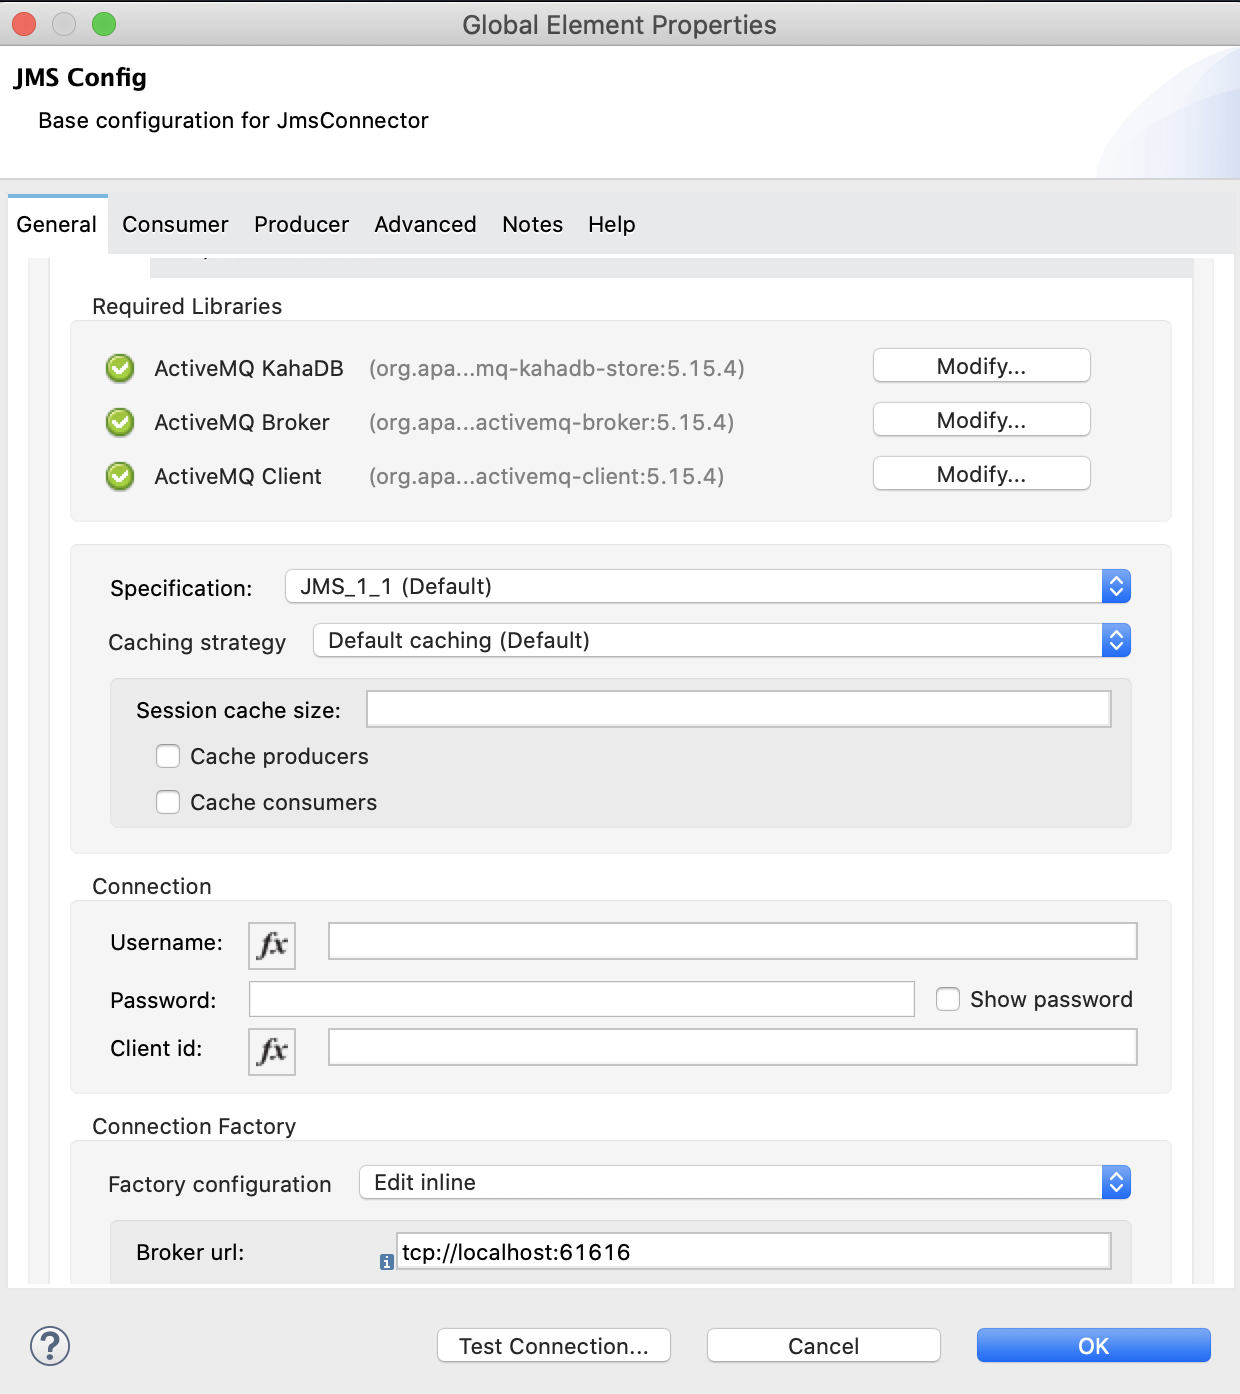 Global Element Properties
JMS Config
Base configuration for JmsConnector
General Consumer Producer Advanced Notes Help
Required Libraries
ActiveMQ KahaDB (org.apa...mq-kahadb-store:5.15.4) Modify...
ActiveMQ Broker (org.apa...activemq-broker:5.15.4) Modify...
ActiveMQ Client (org.apa...activemq-client:5.15.4) Modify...
Specification: JMS_1_1 (Default)
Caching strategy Default caching (Default)
Session cache size:
Cache producers
Cache consumers
Connection
Username: fx
Password: Show password
Client id: fx
Connection Factory
Factory configuration Edit inline
Broker url: i tcp://localhost:61616
? Test Connection... Cancel OK